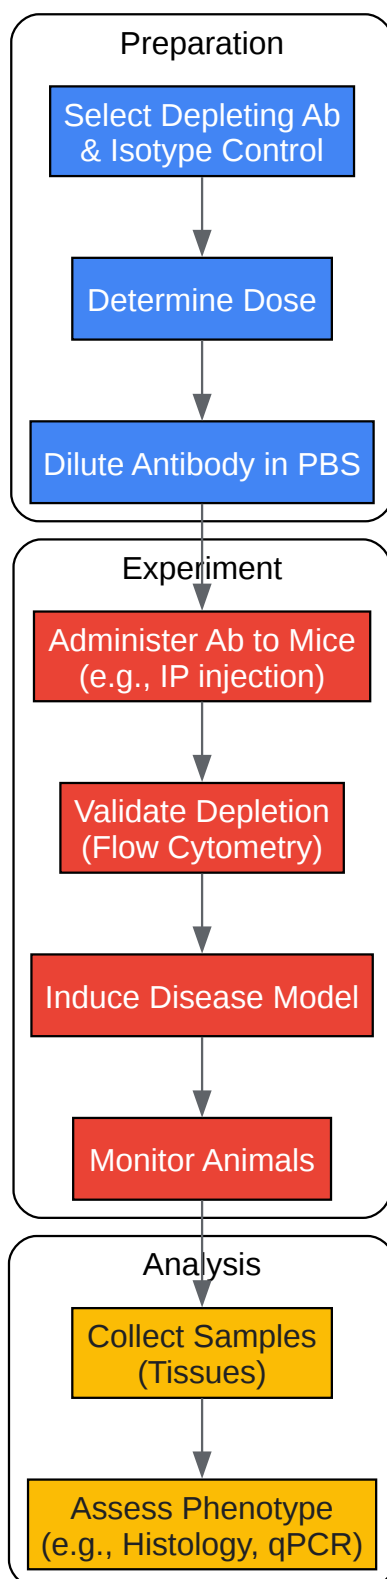 Preparation
Select Depleting Ab
& Isotype Control
Determine Dose
Dilute Antibody in PBS
Experiment
Administer Ab to Mice
(e.g., IP injection)
Validate Depletion
(Flow Cytometry)
Induce Disease Model
Monitor Animals
Analysis
Collect Samples
(Tissues)
Assess Phenotype
(e.g., Histology, qPCR)